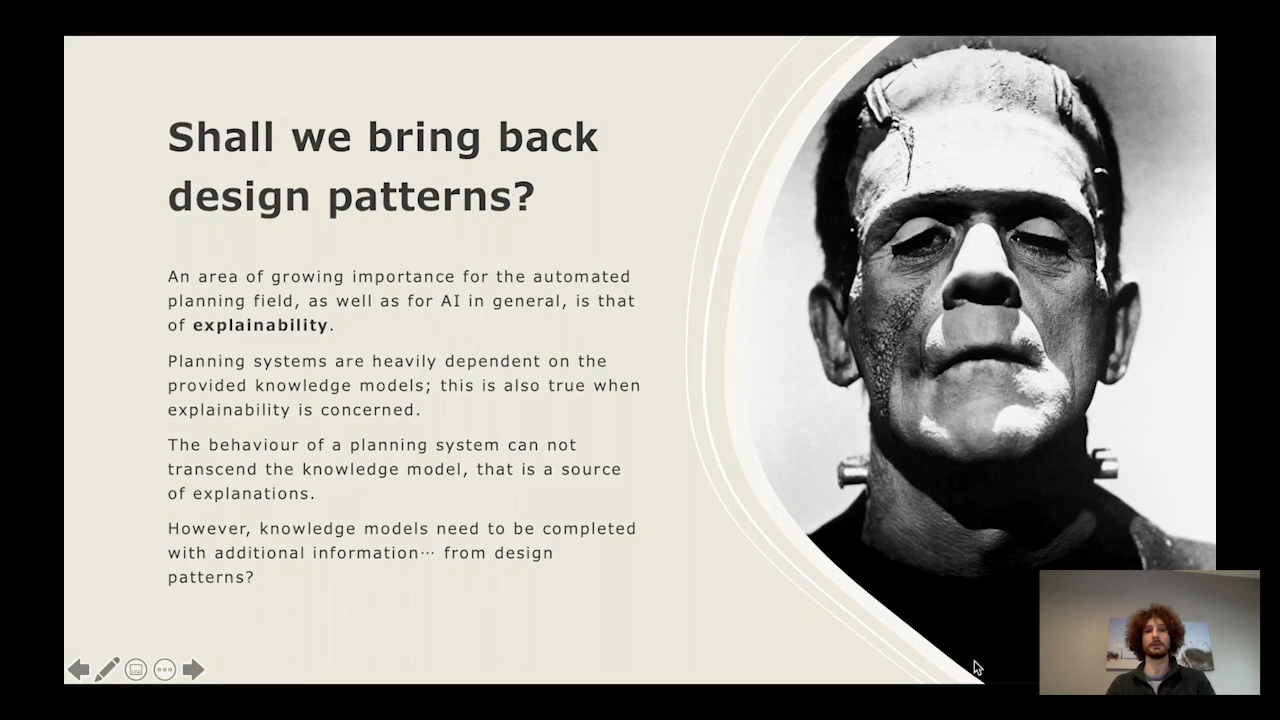 Shall we bring back
design patterns?
An area of growing importance for the automated
planning field, as well as for AI in general, is that
of explainability.
Planning systems are heavily dependent on the
provided knowledge models; this is also true when
explainability is concerned.
The behaviour of a planning system can not
transcend the knowledge model, that is a source
of explanations.
However, knowledge models need to be completed
with additional information… from design
patterns?